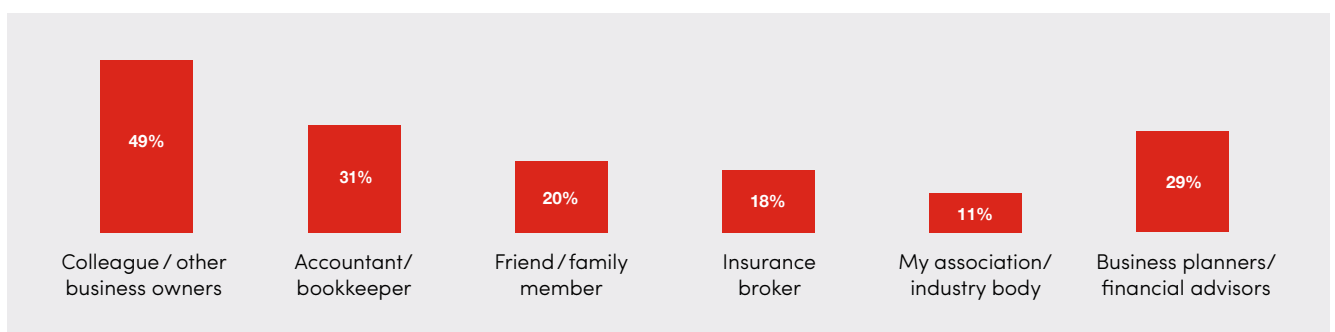 49%
31%
20%
18%
11%
29%
Colleague / other
business owners
Accountant/
bookkeeper
Friend / family
member
Insurance
broker
My association/
industry body
Business planners/
financial advisors